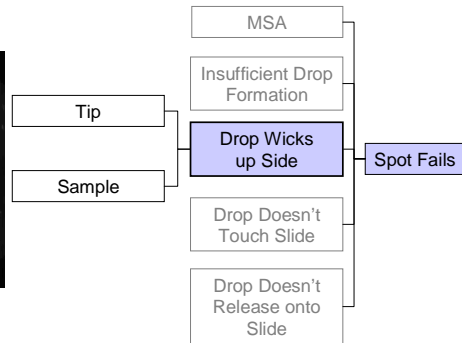 MSA
Insufficient Drop
Formation
Tip
Drop Wicks
up Side
Spot Fails
Sample
Drop Doesn’t
Touch Slide
Drop Doesn’t
Release onto
Slide